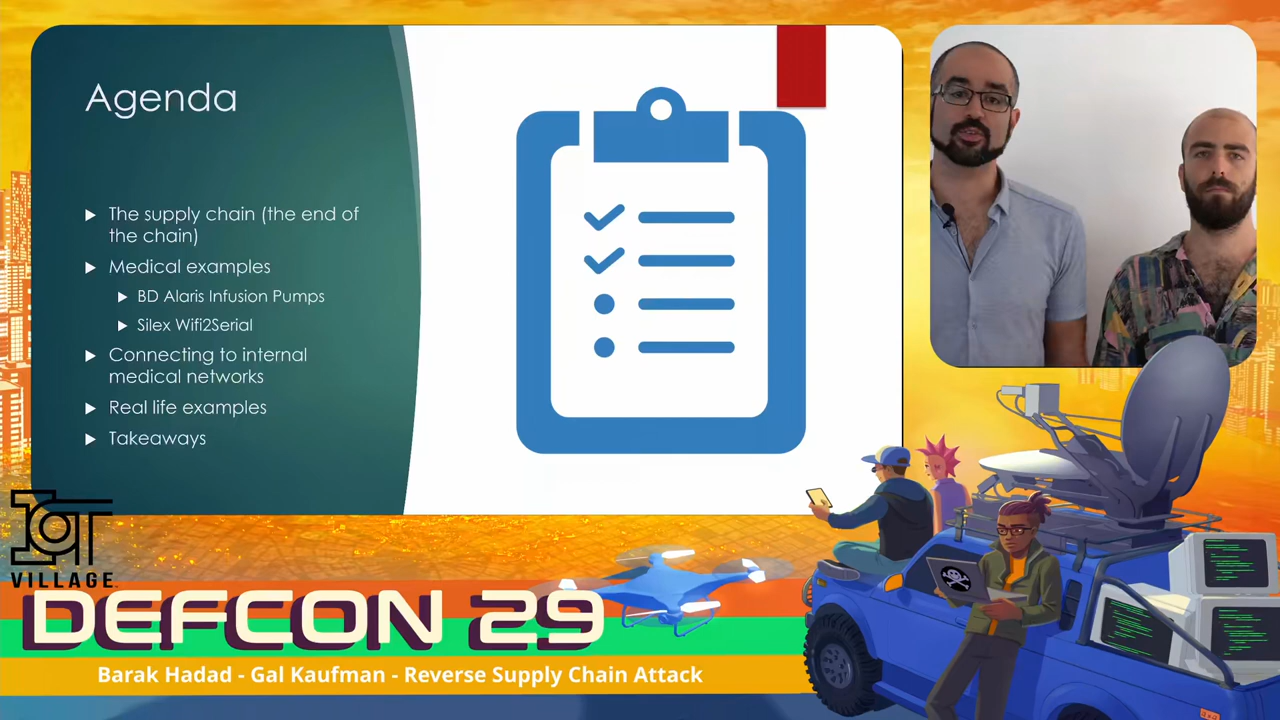 Agenda
The supply chain (the end of
the chain)
Medical examples
BD Alaris Infusion Pumps
Silex Wifi2Serial
Connecting to internal
medical networks
Real life examples
Takeaways
IOT
VILLAGE
DEFCON 29
Barak Hadad - Gal Kaufman - Reverse Supply Chain Attack